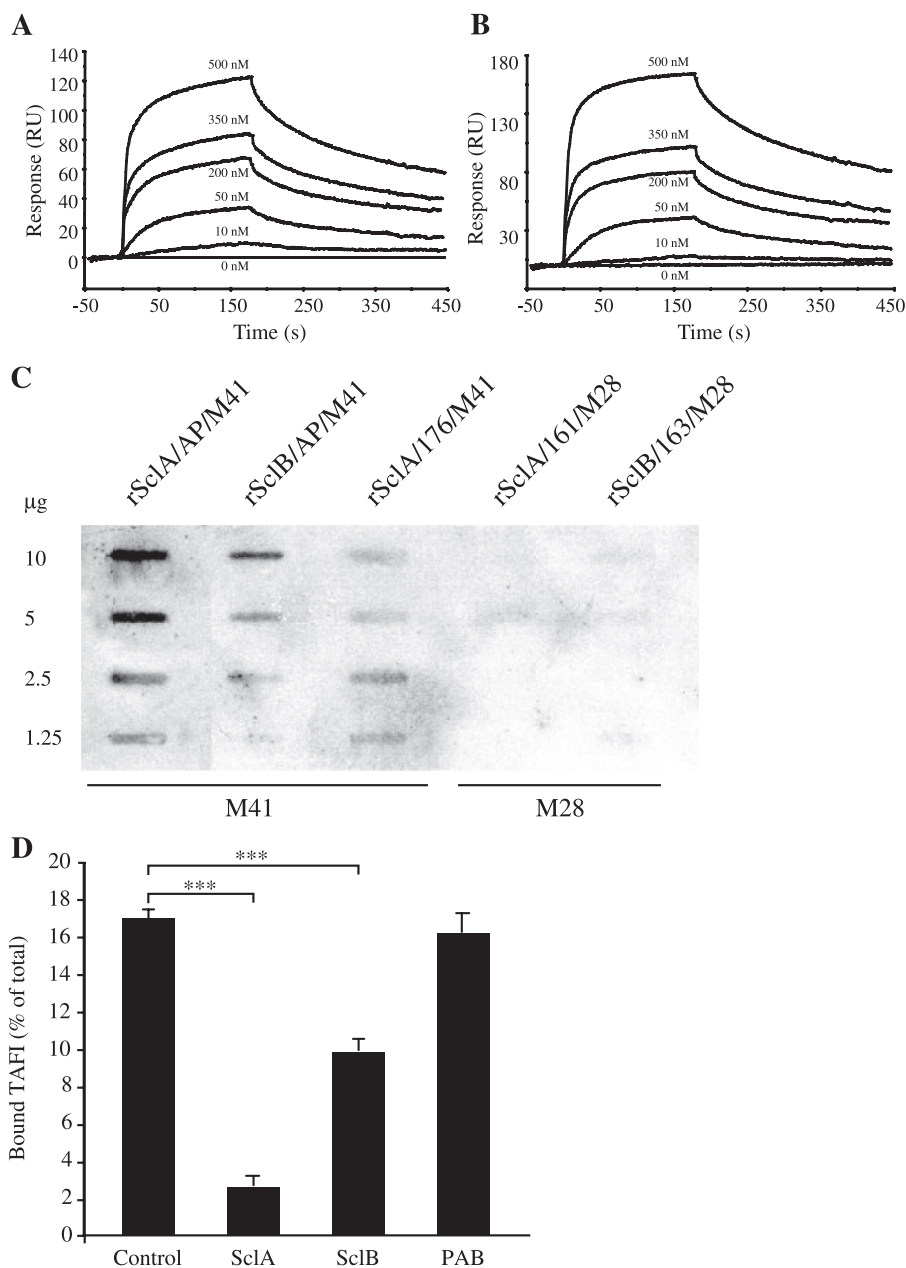 A
140
120
100
80
60
40
20
0
Response (RU)
500 nM
350 nM
200 nM
50 nM
10 nM
0 nM
-50 50 150 250 350 450
Time (s)
B
180
130
80
30
Response (RU)
500 nM
350 nM
200 nM
50 nM
10 nM
0 nM
-50 50 150 250 350 450
Time (s)
C
rSclA/AP/M41
rSclB/AP/M41
rSclA/176/M41
rSclA/161/M28
rSclB/163/M28
µg
10
5
2.5
1.25
M41 M28
D
20
18
16
14
12
10
8
6
4
2
0
Bound TAFI (% of total)
***
***
Control SclA SclB PAB